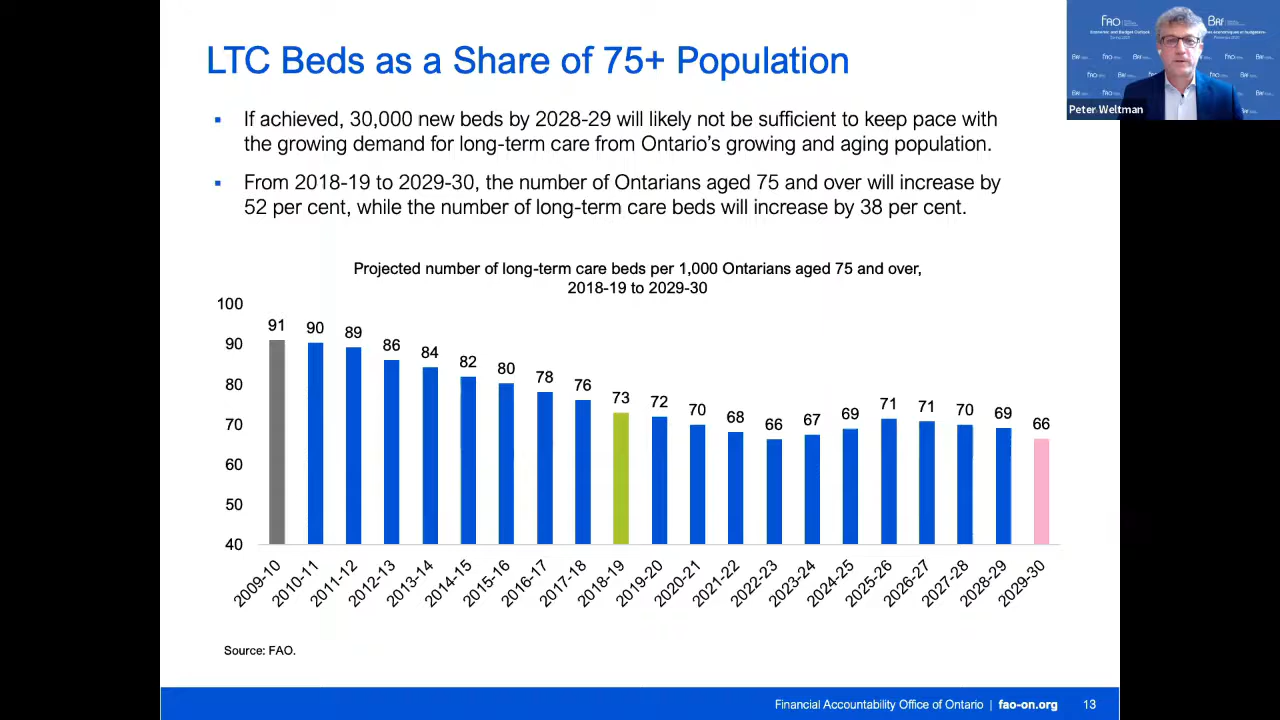 LTC Beds as a Share of 75+ Population
If achieved, 30,000 new beds by 2028-29 will likely not be sufficient to keep pace with
the growing demand for long-term care from Ontario's growing and aging population.
From 2018-19 to 2029-30, the number of Ontarians aged 75 and over will increase by
52 per cent, while the number of long-term care beds will increase by 38 per cent.
Projected number of long-term care beds per 1,000 Ontarians aged 75 and over,
2018-19 to 2029-30
100
90
80
70
60
50
40
91 90 89 86 84 82 80 78 76 73 72 70 68 66 67 69 71 71 70 69 66
2009-10 2010-11 2011-12 2012-13 2013-14 2014-15 2015-16 2016-17 2017-18 2018-19 2019-20 2020-21 2021-22 2022-23 2023-24 2024-25 2025-26 2026-27 2027-28 2028-29 2029-30
Source: FAO.
Financial Accountability Office of Ontario | fao-on.org 13
FAO
Peter Weltman